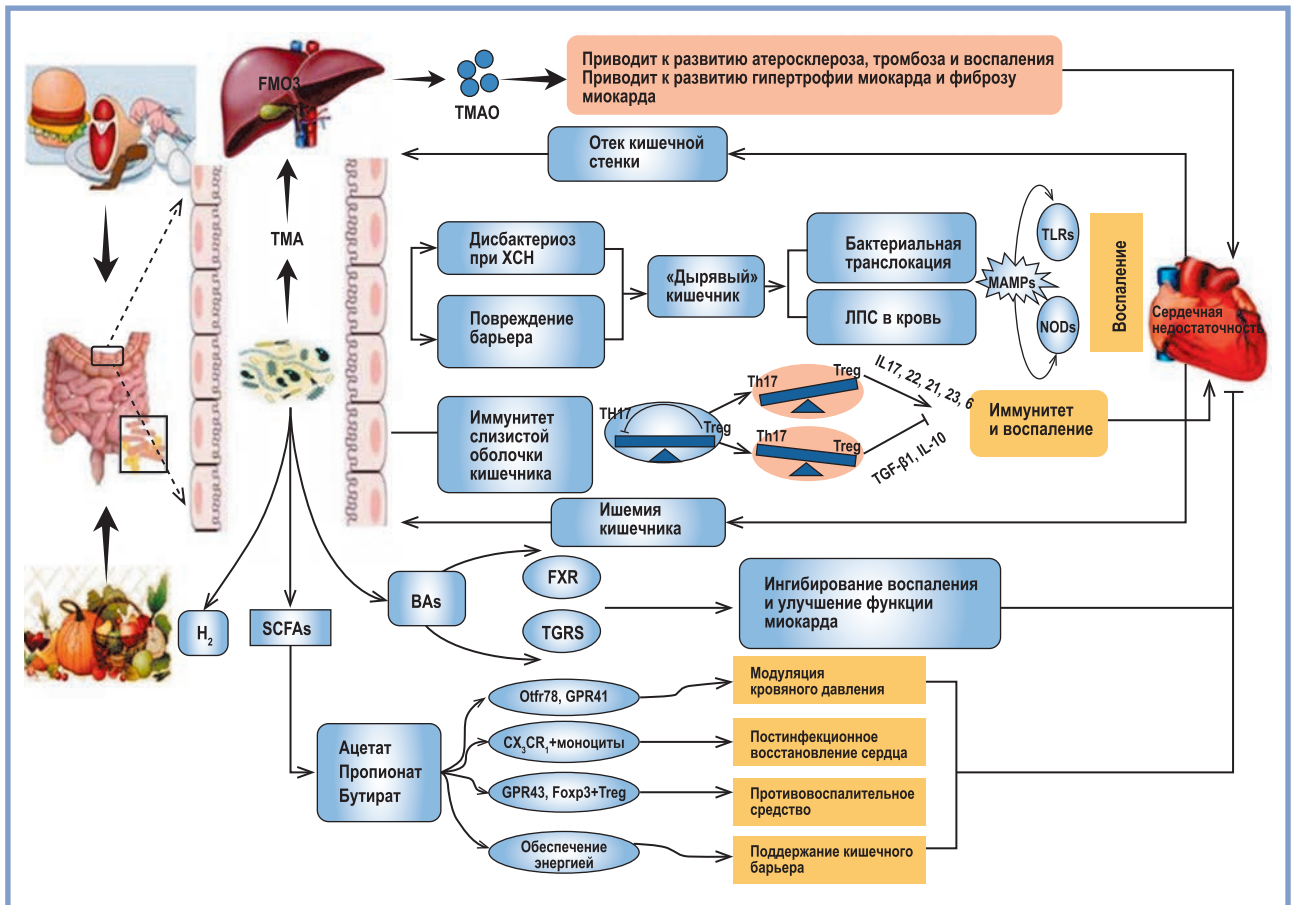 FMO3
TMAO
Приводит к развитию атеросклероза, тромбоза и воспаления
Приводит к развитию гипертрофии миокарда и фиброзу
миокарда
Отек кишечной
стенки
TMA
Дисбактериоз
при ХСН
Повреждение
барьера
«Дырявый»
кишечник
Бактериальная
транслокация
ЛПС в кровь
MAMPs
TLRs
NODs
Воспаление
Сердечная
недостаточность
Иммунитет
слизистой
оболочки
кишечника
TH17
Treg
Th17
Treg
Th17
Treg
IL17, 22, 21, 23, 6
TGF-β1, IL-10
Иммунитет
и воспаление
Ишемия
кишечника
H2
SCFAs
BAs
FXR
TGRS
Ингибирование воспаления
и улучшение функции
миокарда
Ацетат
Пропионат
Бутират
Otfr78, GPR41
CX3CR1+моноциты
GPR43, Foxp3+Treg
Обеспечение
энергией
Модуляция
кровяного давления
Постинфекционное
восстановление сердца
Противовоспалительное
средство
Поддержание кишечного
барьера